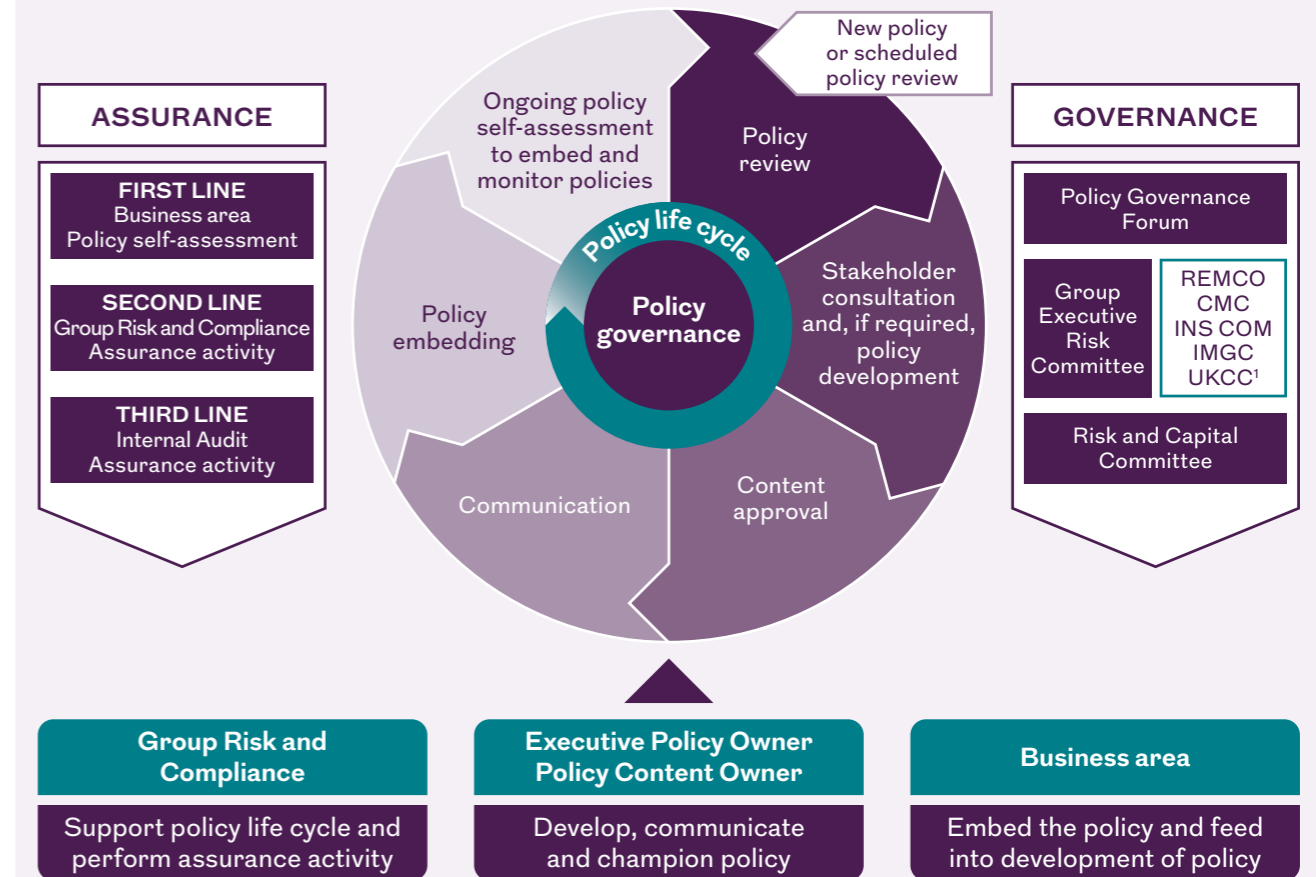 New policy
or scheduled
policy review
ASSURANCE
FIRST LINE
Business area
Policy self-assessment
SECOND LINE
Group Risk and Compliance
Assurance activity
THIRD LINE
Internal Audit
Assurance activity
Ongoing policy
self-assessment
to embed and
monitor policies
Policy
review
Stakeholder
consultation
and, if required,
policy
development
Content
approval
Communication
Policy
embedding
Policy life cycle
Policy
governance
GOVERNANCE
Policy Governance
Forum
Group
Executive
Risk
Committee
REMCO
CMC
INS COM
IMGC
UKCC¹
Risk and Capital
Committee
Group Risk and
Compliance
Support policy life cycle and
perform assurance activity
Executive Policy Owner
Policy Content Owner
Develop, communicate
and champion policy
Business area
Embed the policy and feed
into development of policy